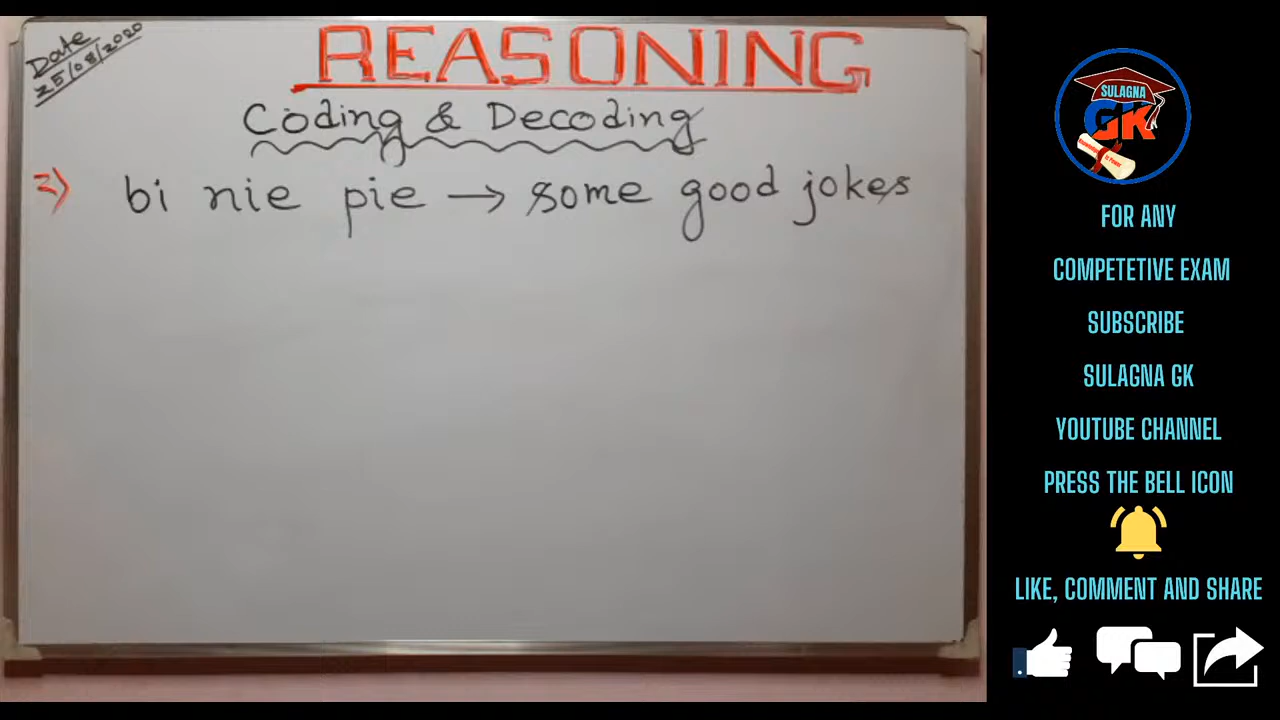 Date
25/08/2020
REASONING
Coding & Decoding
2) bi nie pie → some good jokes
SULAGNA
GK
FOR ANY
COMPETETIVE EXAM
SUBSCRIBE
SULAGNA GK
YOUTUBE CHANNEL
PRESS THE BELL ICON
LIKE, COMMENT AND SHARE